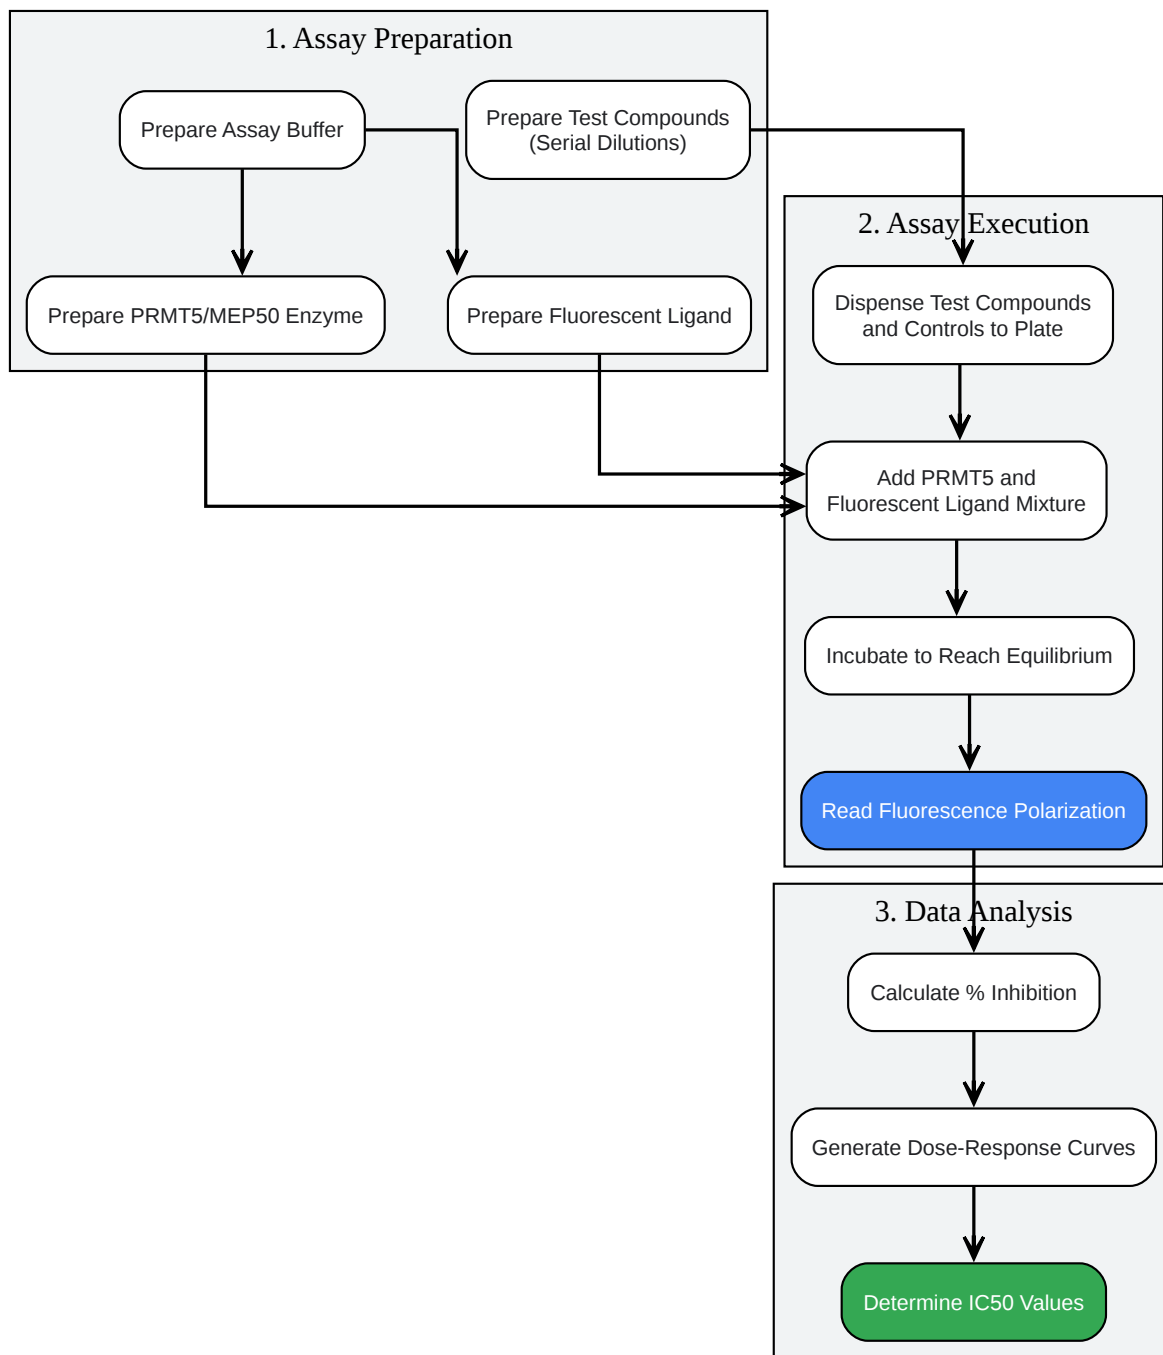 1. Assay Preparation
Prepare Assay Buffer
Prepare Test Compounds
(Serial Dilutions)
Prepare PRMT5/MEP50 Enzyme
Prepare Fluorescent Ligand
2. Assay Execution
Dispense Test Compounds
and Controls to Plate
Add PRMT5 and
Fluorescent Ligand Mixture
Incubate to Reach Equilibrium
Read Fluorescence Polarization
3. Data Analysis
Calculate % Inhibition
Generate Dose-Response Curves
Determine IC50 Values